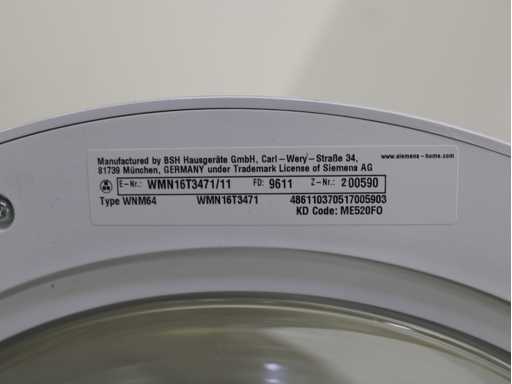 Manufactured by BSH Hausgeräte GmbH, Carl-Wery-Straße 34,
81739 München, GERMANY under Trademark License of Siemens AG
www.siemens-home.com
E-Nr.: WMN16T3471/11 FD: 9611 Z-Nr.: 200590
Type WNM64 WMN16T3471 486110370517005903
KD Code: ME520FO